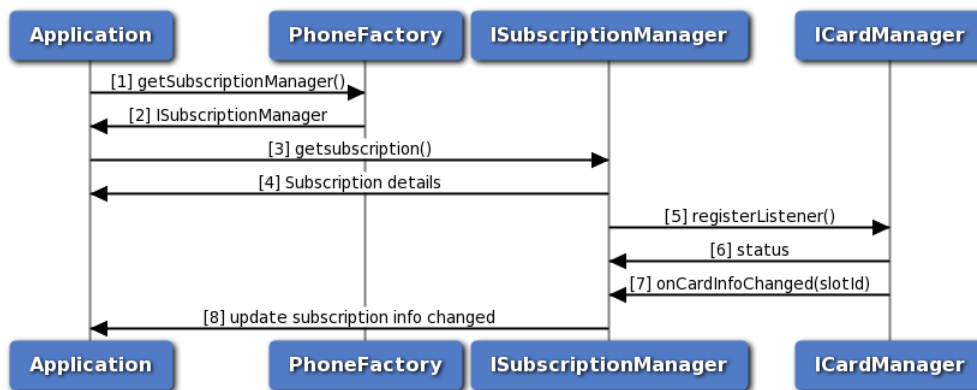 Application
PhoneFactory
ISubscriptionManager
ICardManager
[1] getSubscriptionManager()
[2] ISubscriptionManager
[3] getsubscription()
[4] Subscription details
[5] registerListener()
[6] status
[7] onCardInfoChanged(slotId)
[8] update subscription info changed
Application
PhoneFactory
ISubscriptionManager
ICardManager